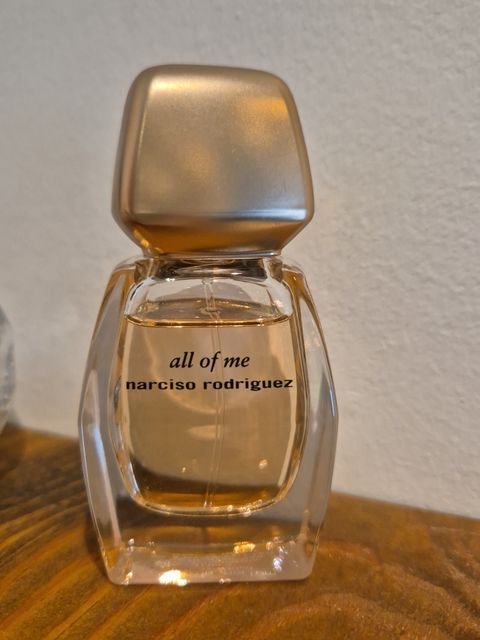 all of me
narciso rodriguez